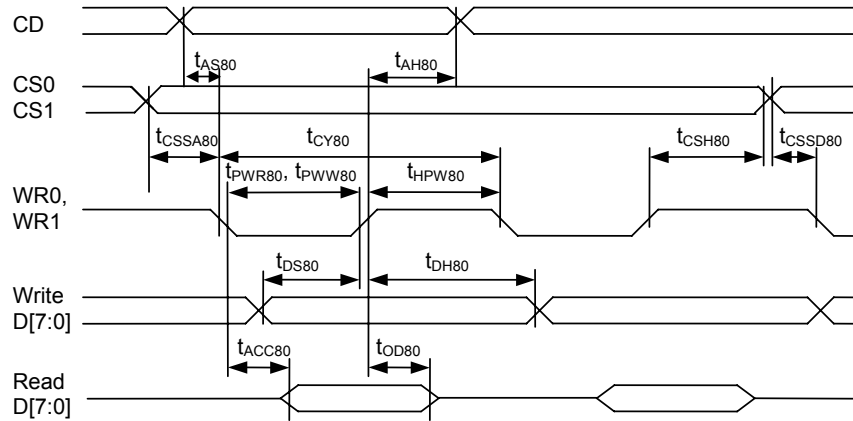 CD
tAS80 tAH80
CS0
CS1
tCSSA80 tCY80 tCSH80 tCSSD80
tPWR80, tPWW80 tHPW80
WR0,
WR1
tDS80 tDH80
Write
D[7:0]
tACC80 tOD80
Read
D[7:0]